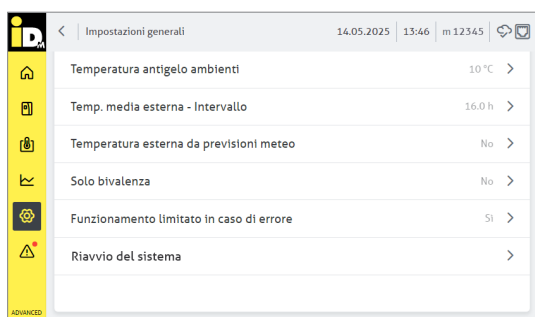 iDM
Impostazioni generali 14.05.2025 13:46 m 12345
Temperatura antigelo ambienti 10 °C
Temp. media esterna - Intervallo 16.0 h
Temperatura esterna da previsioni meteo No
Solo bivalenza No
Funzionamento limitato in caso di errore Sì
Riavvio del sistema
ADVANCED